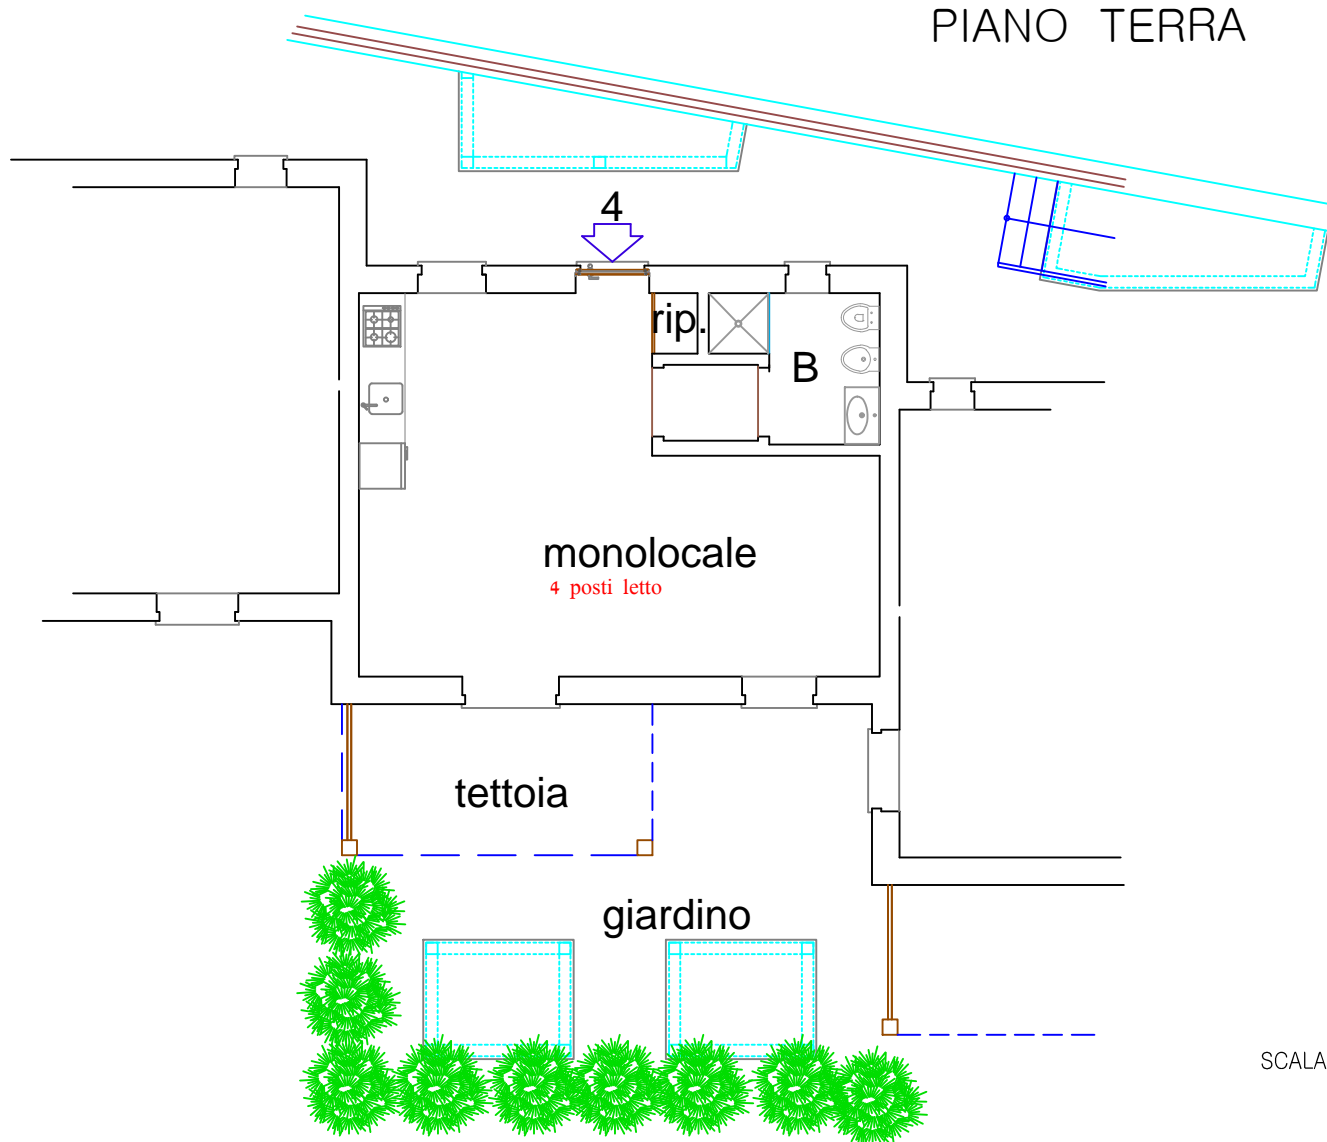 PIANO TERRA
4
rip.
B
monolocale
4 posti letto
tettoia
giardino
SCALA